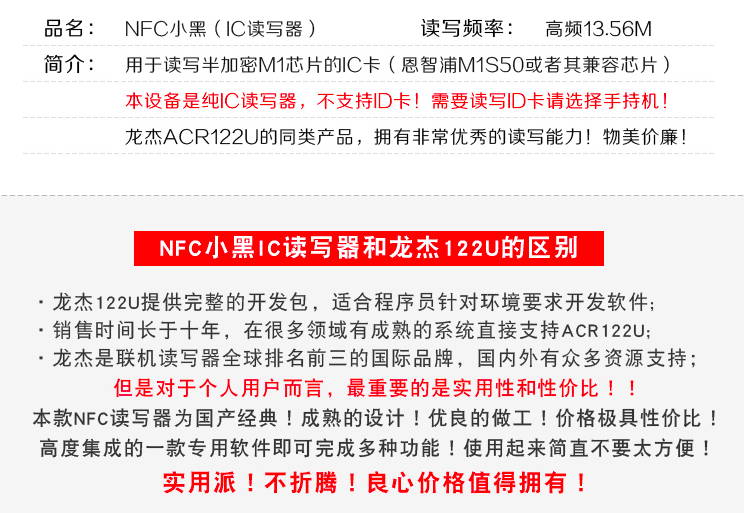 品名： NFC小黑（IC读写器） 读写频率： 高频13.56M
简介： 用于读写半加密M1芯片的IC卡（恩智浦M1S50或者其兼容芯片）
本设备是纯IC读写器，不支持ID卡！需要读写ID卡请选择手持机！
龙杰ACR122U的同类产品，拥有非常优秀的读写能力！物美价廉！
NFC小黑IC读写器和龙杰122U的区别
· 龙杰122U提供完整的开发包，适合程序员针对环境要求开发软件；
· 销售时间长于十年，在很多领域有成熟的系统直接支持ACR122U；
· 龙杰是联机读写器全球排名前三的国际品牌，国内外有众多资源支持；
但是对于个人用户而言，最重要的是实用性和性价比！！
本款NFC读写器为国产经典！成熟的设计！优良的做工！价格极具性价比！
高度集成的一款专用软件即可完成多种功能！使用起来简直不要太方便！
实用派！不折腾！良心价格值得拥有！